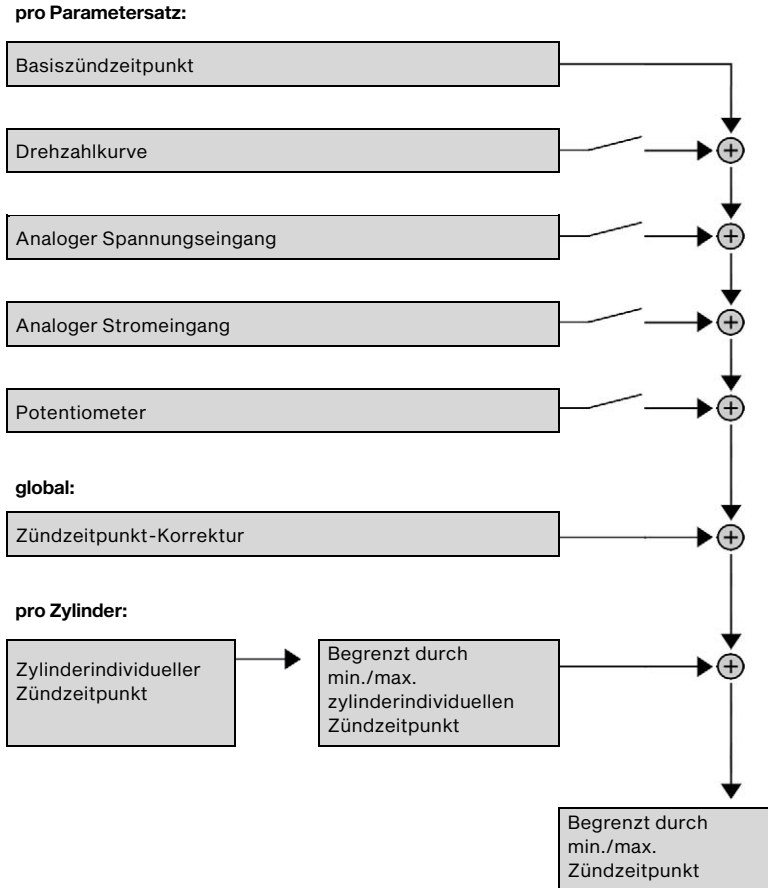 pro Parametersatz:
Basiszündzeitpunkt
Drehzahlkurve
Analoger Spannungseingang
Analoger Stromeingang
Potentiometer
global:
Zündzeitpunkt-Korrektur
pro Zylinder:
Zylinderindividueller
Zündzeitpunkt
Begrenzt durch
min./max.
zylinderindividuellen
Zündzeitpunkt
Begrenzt durch
min./max.
Zündzeitpunkt